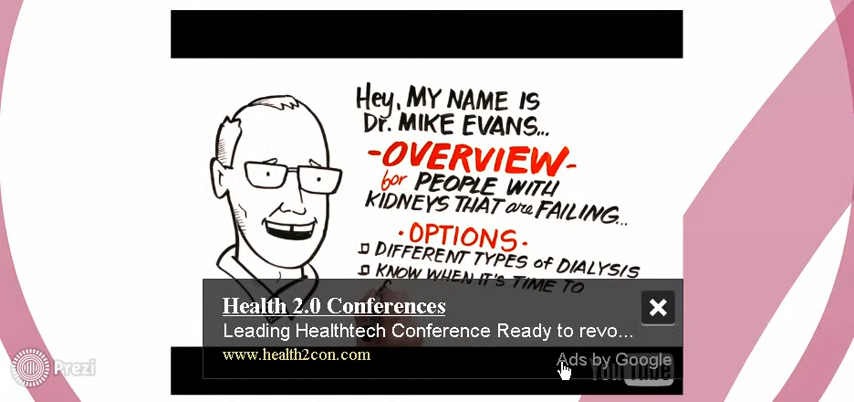 Hey, MY NAME IS
Dr. MIKE EVANS...
-OVERVIEW-
for PEOPLE WITH
KIDNEYS THAT are FAILING...
·OPTIONS·
DIFFERENT TYPES of DIALYSIS
KNOW WHEN IT'S TIME TO
Health 2.0 Conferences
Leading Healthtech Conference Ready to revo...
www.health2con.com
Ads by Google
YouTube
Prezi